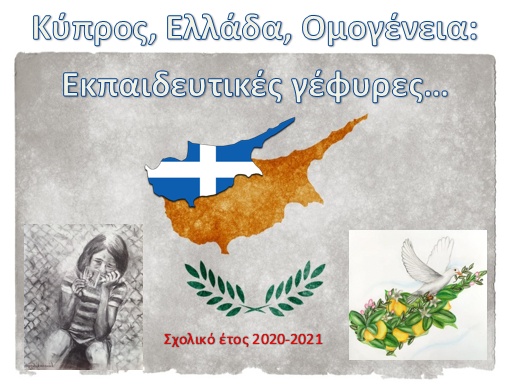 Κύπρος, Ελλάδα, Ομογένεια:
Εκπαιδευτικές γέφυρες...
Σχολικό έτος 2020-2021